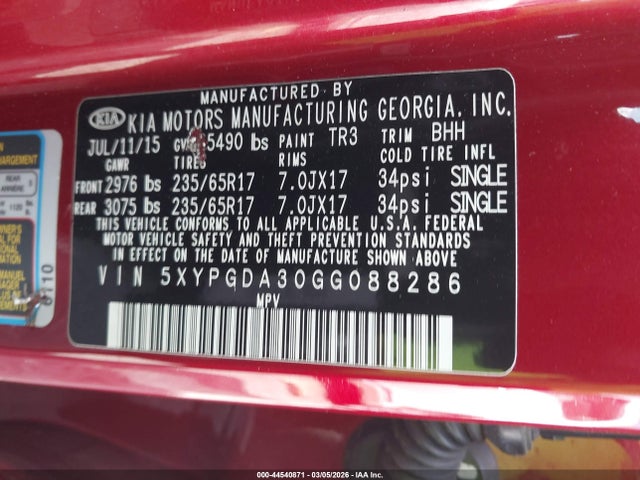 MANUFACTURED BY
KIA KIA MOTORS MANUFACTURING GEORGIA, INC.
JUL/11/15 5490 lbs PAINT TR3 TRIM BHH
GAWR TIRES RIMS COLD TIRE INFL
FRONT 2976 lbs 235/65R17 7.0JX17 34psi SINGLE
REAR 3075 lbs 235/65R17 7.0JX17 34psi SINGLE
THIS VEHICLE CONFORMS TO ALL APPLICABLE U.S.A. FEDERAL
MOTOR VEHICLE SAFETY AND THEFT PREVENTION STANDARDS
IN EFFECT ON THE DATE OF MANUFACTURE SHOWN ABOVE
VIN 5XYPGDA30GG088286
MPV
REAR
OWNER'S
MANUAL
000-44540871 - 03/05/2026 - IAA Inc.